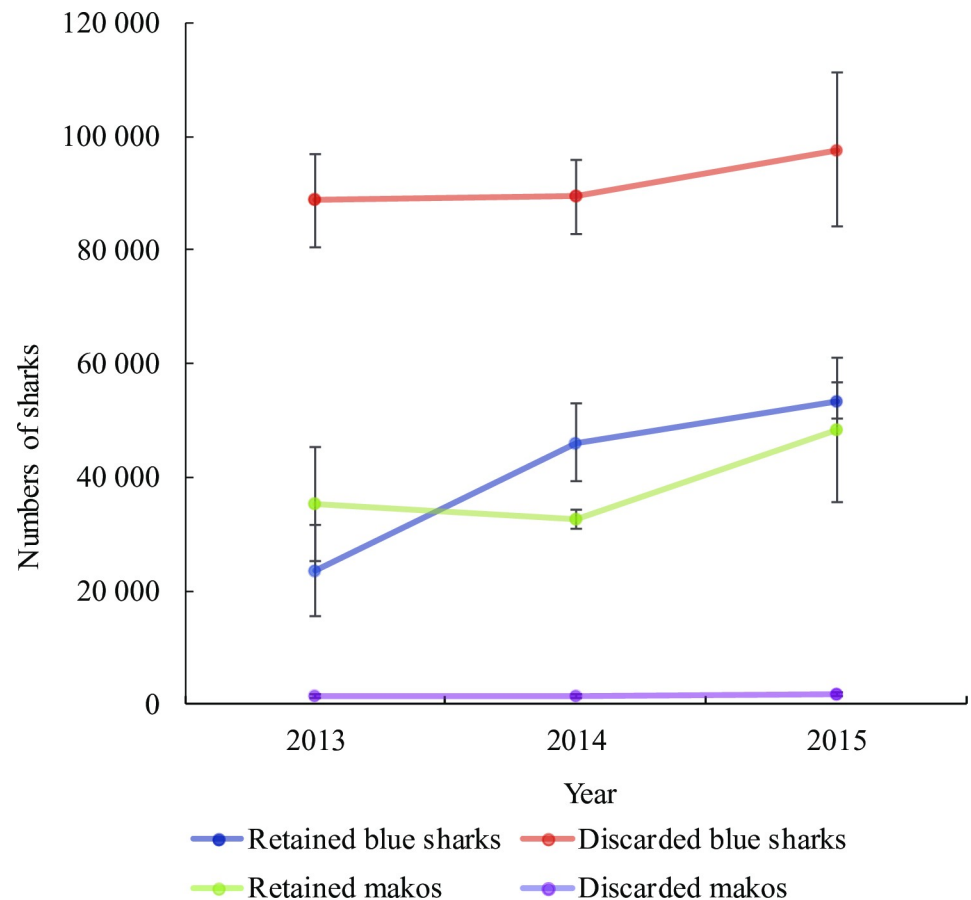 120 000
100 000
80 000
60 000
40 000
20 000
0
Numbers of sharks
2013 2014 2015
Year
Retained blue sharks Discarded blue sharks
Retained makos Discarded makos